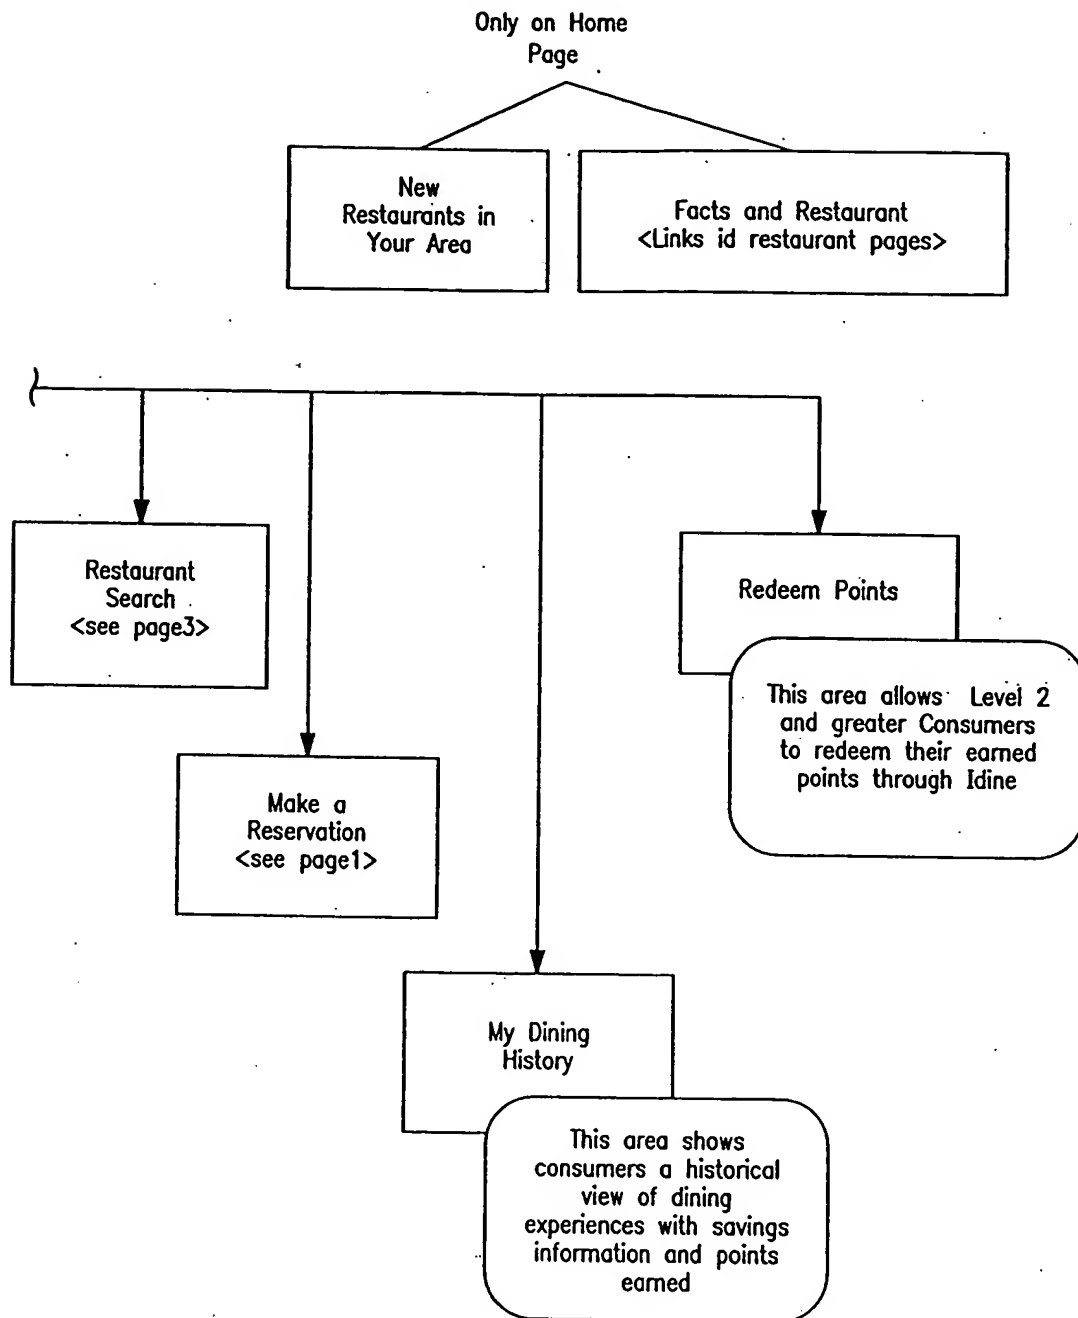 Only on Home
Page
New
Restaurants in
Your Area
Facts and Restaurant
<Links id restaurant pages>
Restaurant
Search
<see page3>
Redeem Points
This area allows Level 2
and greater Consumers
to redeem their earned
points through Idine
Make a
Reservation
<see page1>
My Dining
History
This area shows
consumers a historical
view of dining
experiences with savings
information and points
earned